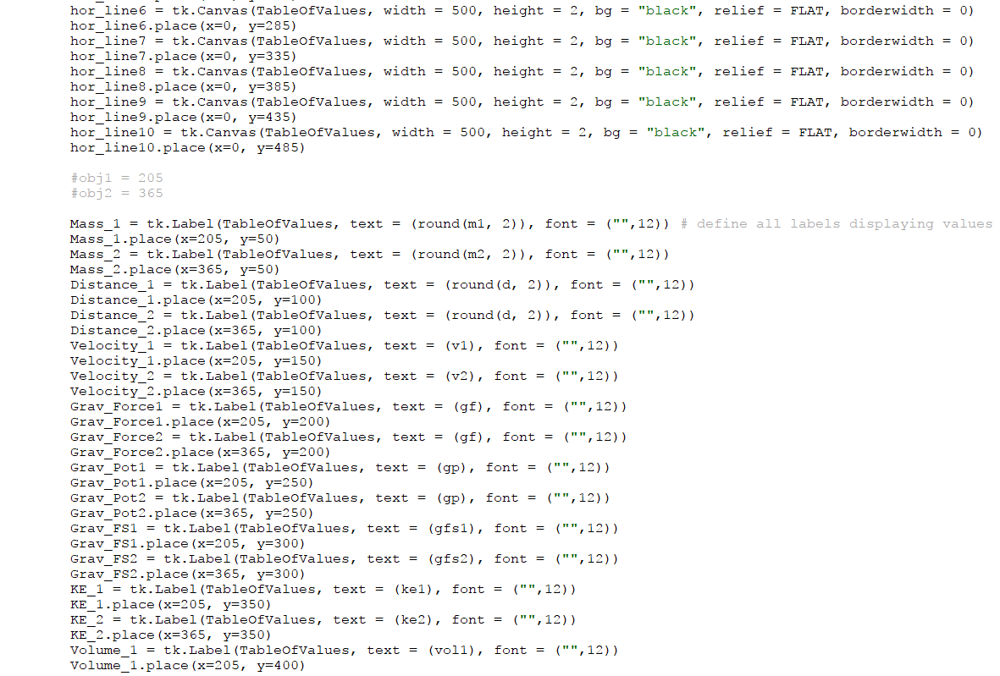 hor_line6 = tk.Canvas(TableOfValues, width = 500, height = 2, bg = "black", relief = FLAT, borderwidth = 0)
hor_line6.place(x=0, y=285)
hor_line7 = tk.Canvas(TableOfValues, width = 500, height = 2, bg = "black", relief = FLAT, borderwidth = 0)
hor_line7.place(x=0, y=335)
hor_line8 = tk.Canvas(TableOfValues, width = 500, height = 2, bg = "black", relief = FLAT, borderwidth = 0)
hor_line8.place(x=0, y=385)
hor_line9 = tk.Canvas(TableOfValues, width = 500, height = 2, bg = "black", relief = FLAT, borderwidth = 0)
hor_line9.place(x=0, y=435)
hor_line10 = tk.Canvas(TableOfValues, width = 500, height = 2, bg = "black", relief = FLAT, borderwidth = 0)
hor_line10.place(x=0, y=485)
#obj1 = 205
#obj2 = 365
Mass_1 = tk.Label(TableOfValues, text = (round(m1, 2)), font = ("",12)) # define all labels displaying values
Mass_1.place(x=205, y=50)
Mass_2 = tk.Label(TableOfValues, text = (round(m2, 2)), font = ("",12))
Mass_2.place(x=365, y=50)
Distance_1 = tk.Label(TableOfValues, text = (round(d, 2)), font = ("",12))
Distance_1.place(x=205, y=100)
Distance_2 = tk.Label(TableOfValues, text = (round(d, 2)), font = ("",12))
Distance_2.place(x=365, y=100)
Velocity_1 = tk.Label(TableOfValues, text = (v1), font = ("",12))
Velocity_1.place(x=205, y=150)
Velocity_2 = tk.Label(TableOfValues, text = (v2), font = ("",12))
Velocity_2.place(x=365, y=150)
Grav_Force1 = tk.Label(TableOfValues, text = (gf), font = ("",12))
Grav_Force1.place(x=205, y=200)
Grav_Force2 = tk.Label(TableOfValues, text = (gf), font = ("",12))
Grav_Force2.place(x=365, y=200)
Grav_Pot1 = tk.Label(TableOfValues, text = (gp), font = ("",12))
Grav_Pot1.place(x=205, y=250)
Grav_Pot2 = tk.Label(TableOfValues, text = (gp), font = ("",12))
Grav_Pot2.place(x=365, y=250)
Grav_FS1 = tk.Label(TableOfValues, text = (gfs1), font = ("",12))
Grav_FS1.place(x=205, y=300)
Grav_FS2 = tk.Label(TableOfValues, text = (gfs2), font = ("",12))
Grav_FS2.place(x=365, y=300)
KE_1 = tk.Label(TableOfValues, text = (ke1), font = ("",12))
KE_1.place(x=205, y=350)
KE_2 = tk.Label(TableOfValues, text = (ke2), font = ("",12))
KE_2.place(x=365, y=350)
Volume_1 = tk.Label(TableOfValues, text = (vol1), font = ("",12))
Volume_1.place(x=205, y=400)